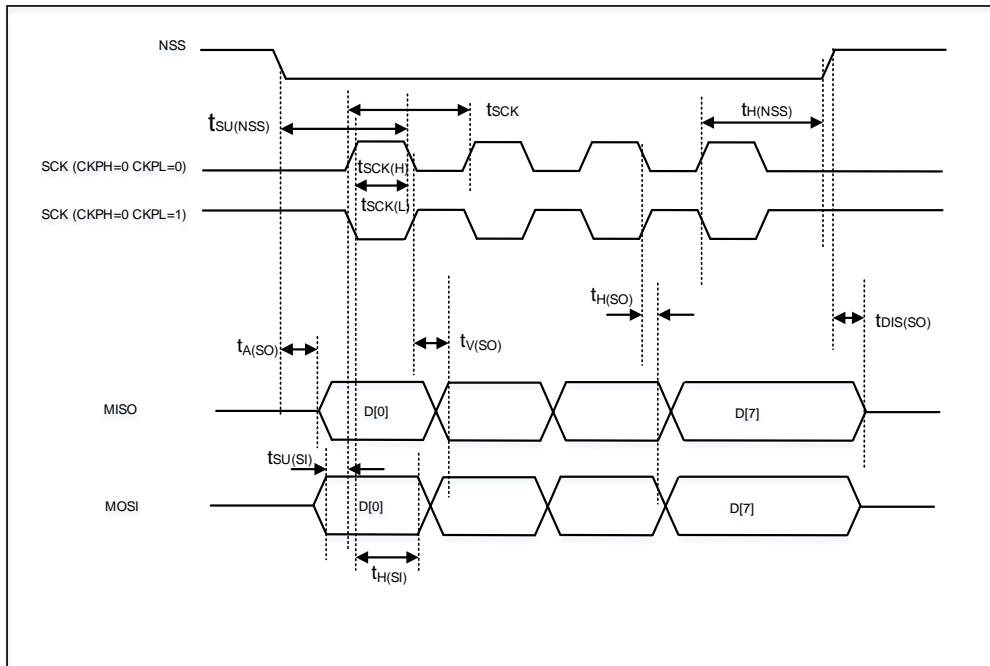 NSS
tSCK
tSU(NSS)
tH(NSS)
SCK (CKPH=0 CKPL=0)
tSCK(H)
tSCK(L)
SCK (CKPH=0 CKPL=1)
tH(SO)
tDIS(SO)
tA(SO)
tV(SO)
MISO
D[0]
D[7]
tSU(SI)
MOSI
D[0]
D[7]
tH(SI)